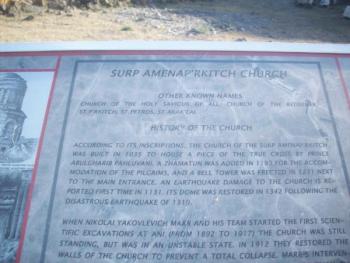 SURP AMENAP'RKITCH CHURCH
OTHER KNOWN NAMES
CHURCH OF THE HOLY SAVIOUR OF ALL, CHURCH OF THE REDEEMER,
ST. P'RKITCH, ST. PETROS, ST. ARAK'EAL
HISTORY OF THE CHURCH
ACCORDING TO ITS INSCRIPTIONS, THE CHURCH OF THE SURP AMENAP'RKITCH
WAS BUILT IN 1035 TO HOUSE A PIECE OF THE TRUE CROSS BY PRINCE
ABULGHARIB PAHLUVANI. A ZHAMATUN WAS ADDED IN 1193 FOR THE ACCOM-
MODATION OF THE PILGRIMS, AND A BELL TOWER WAS ERECTED IN 1271 NEXT
TO THE MAIN ENTRANCE. AN EARTHQUAKE DAMAGE TO THE CHURCH IS RE-
PORTED FIRST TIME IN 1131. ITS DOME WAS RESTORED IN 1342 FOLLOWING THE
DISASTROUS EARTHQUAKE OF 1310.
WHEN NIKOLAI YAKOVLEVICH MARR AND HIS TEAM STARTED THE FIRST SCIEN-
TIFIC EXCAVATIONS AT ANI (FROM 1892 TO 1917) THE CHURCH WAS STILL
STANDING, BUT WAS IN AN UNSTABLE STATE. IN 1912 THEY RESTORED THE
WALLS OF THE CHURCH TO PREVENT A TOTAL COLLAPSE. MARR'S INTERVEN-